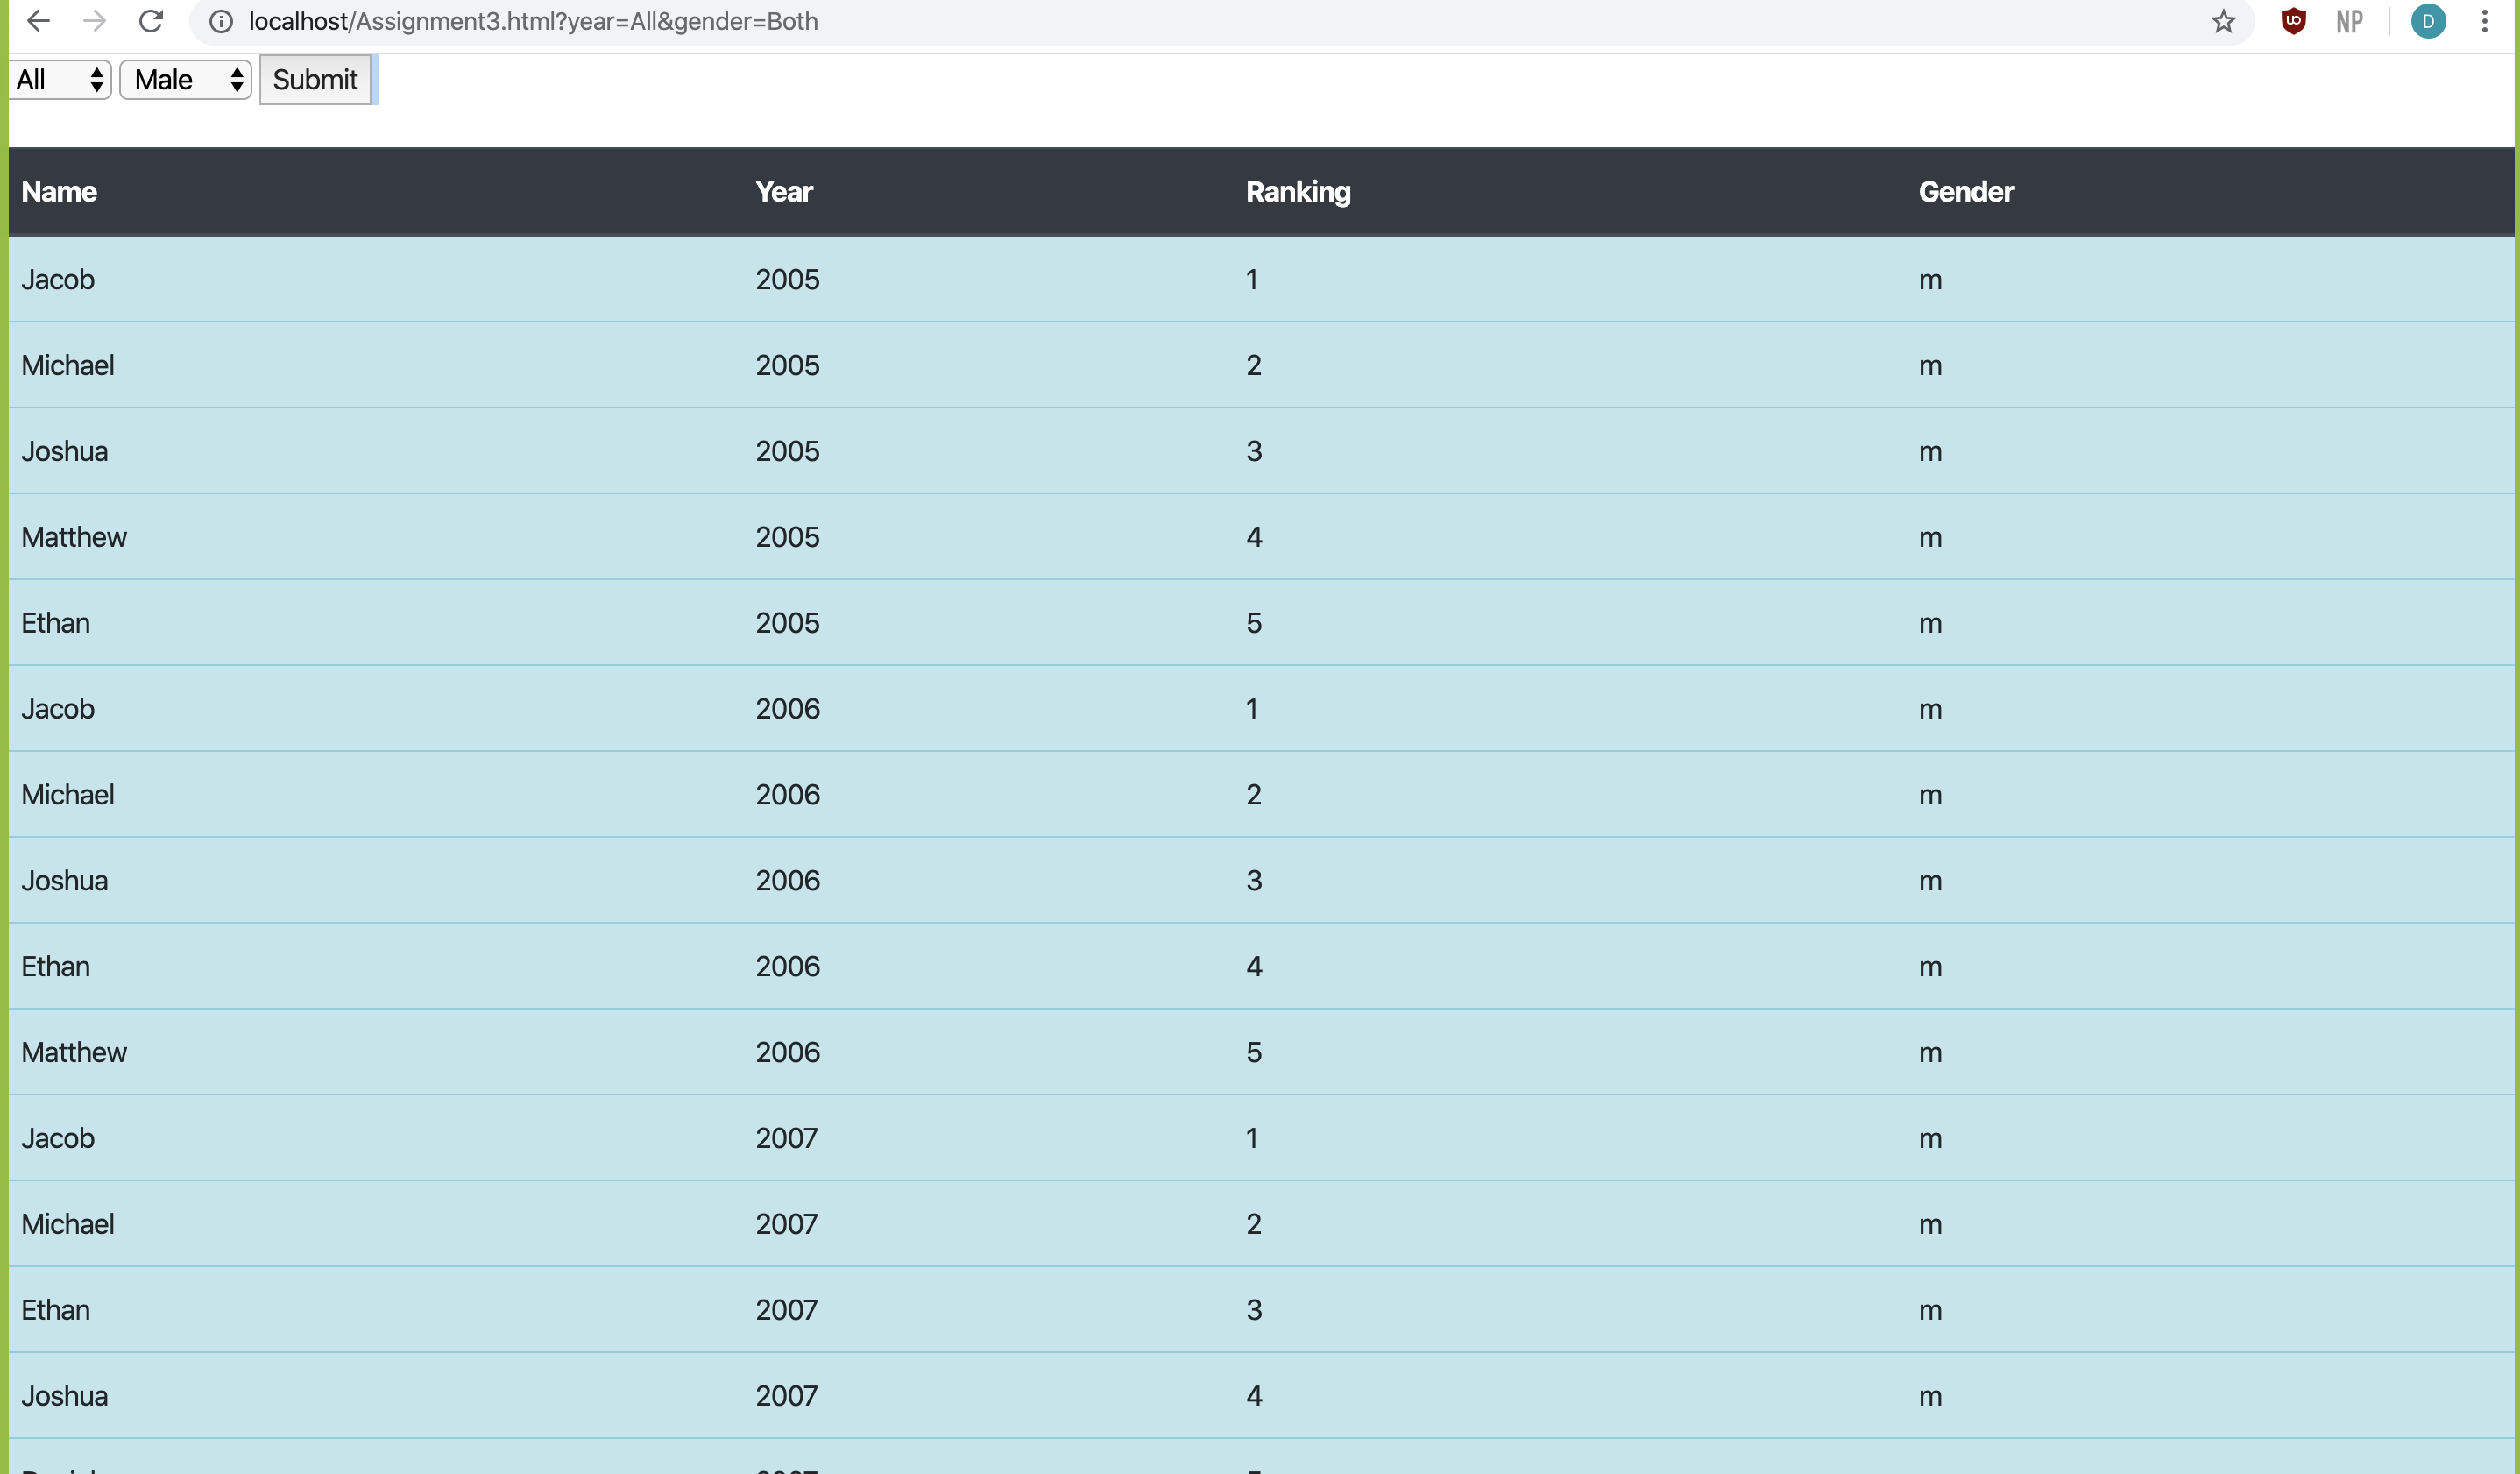 localhost/Assignment3.html?year=All&gender=Both NP D
All Male Submit
Name Year Ranking Gender
Jacob 2005 1 m
Michael 2005 2 m
Joshua 2005 3 m
Matthew 2005 4 m
Ethan 2005 5 m
Jacob 2006 1 m
Michael 2006 2 m
Joshua 2006 3 m
Ethan 2006 4 m
Matthew 2006 5 m
Jacob 2007 1 m
Michael 2007 2 m
Ethan 2007 3 m
Joshua 2007 4 m